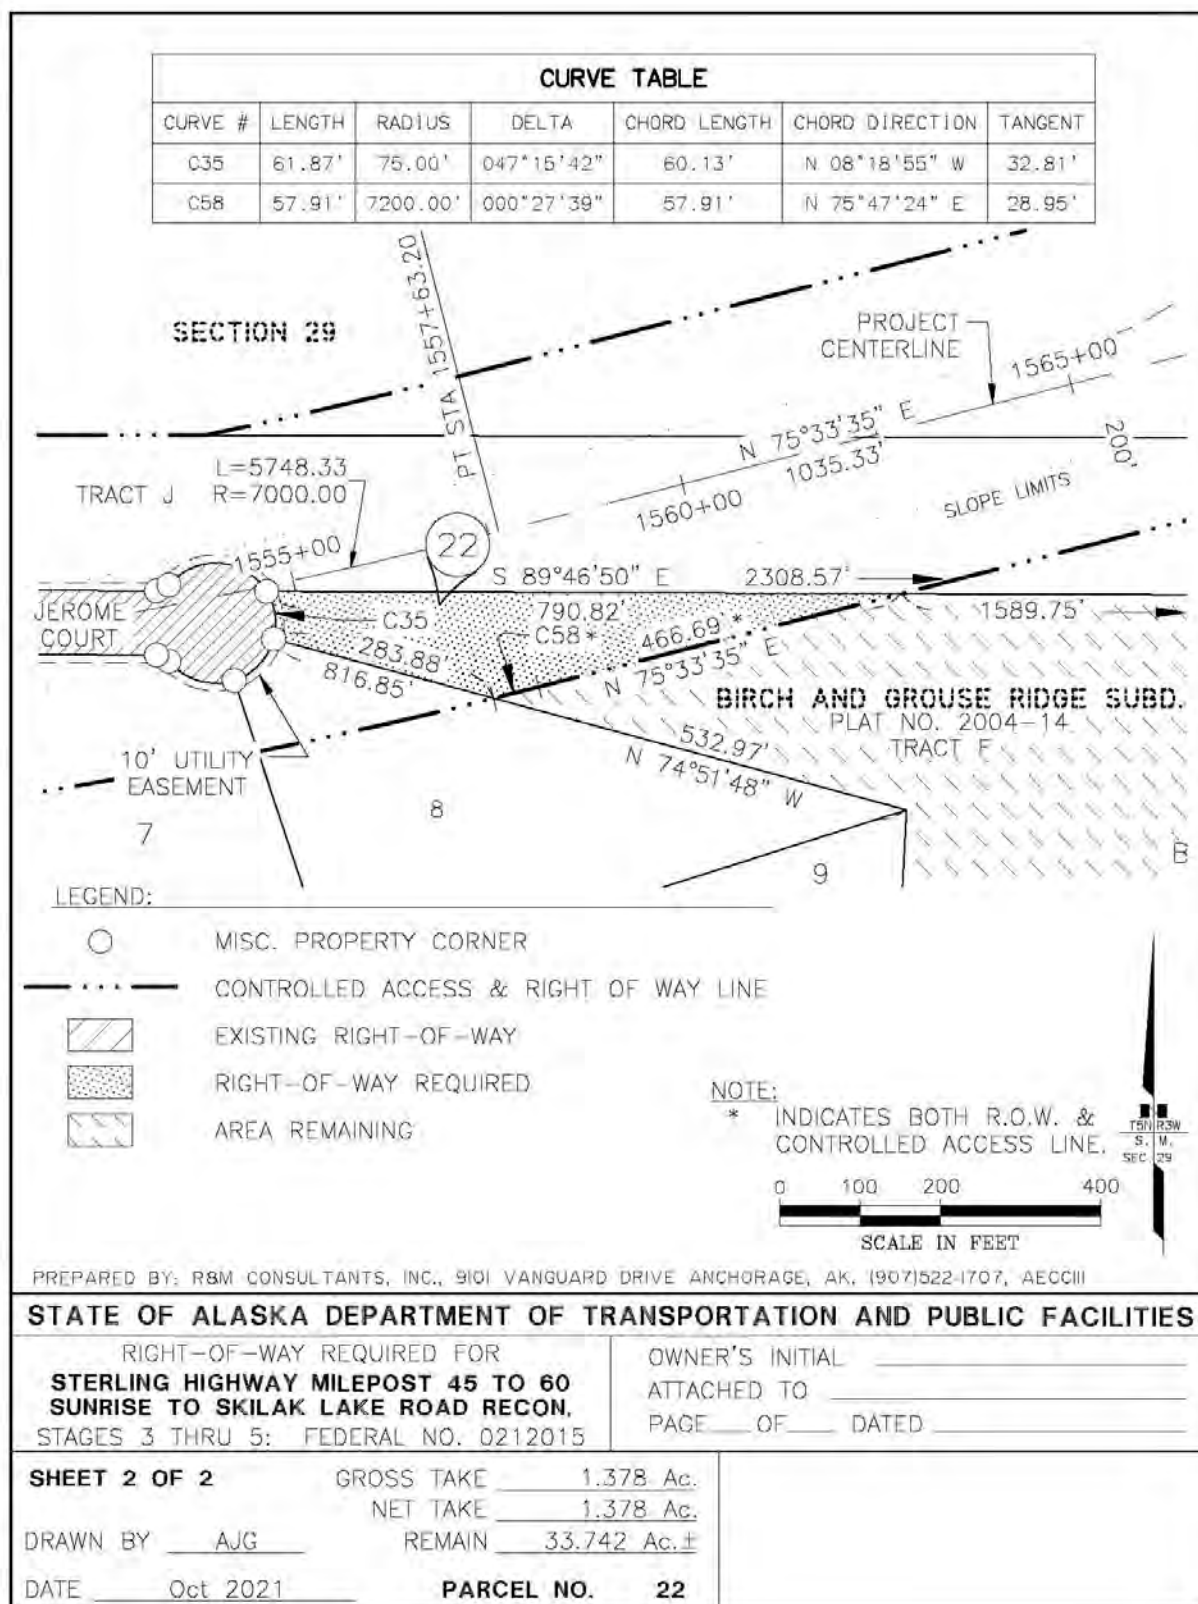 CURVE TABLE
CURVE # LENGTH RADIUS DELTA CHORD LENGTH CHORD DIRECTION TANGENT
C35 61.87' 75.00' 047°15'42" 60.13' N 08°18'55" W 32.81'
C58 57.91' 7200.00' 000°27'39" 57.91' N 75°47'24" E 28.95'
PT STA 1557+63.20
SECTION 29
PROJECT
CENTERLINE
1565+00
N 75°33'35" E
1035.33'
200'
L=5748.33
R=7000.00
TRACT J
1560+00
SLOPE LIMITS
22
1555+00
S 89°46'50" E 2308.57'
JEROME
COURT
C35
790.82'
1589.75'
C58*
466.69 *
N 75°33'35" E
283.88'
816.85'
BIRCH AND GROUSE RIDGE SUBD.
PLAT NO. 2004-14
TRACT F
532.97'
N 74°51'48" W
10' UTILITY
EASEMENT
7
8
9
B
LEGEND:
MISC. PROPERTY CORNER
CONTROLLED ACCESS & RIGHT OF WAY LINE
EXISTING RIGHT-OF-WAY
RIGHT-OF-WAY REQUIRED
AREA REMAINING
NOTE:
* INDICATES BOTH R.O.W. &
CONTROLLED ACCESS LINE.
T5N R3W
S. M.
SEC 29
0 100 200 400
SCALE IN FEET
PREPARED BY: R&M CONSULTANTS, INC., 9101 VANGUARD DRIVE ANCHORAGE, AK, (907)522-1707, AECC111
STATE OF ALASKA DEPARTMENT OF TRANSPORTATION AND PUBLIC FACILITIES
RIGHT-OF-WAY REQUIRED FOR
STERLING HIGHWAY MILEPOST 45 TO 60
SUNRISE TO SKILAK LAKE ROAD RECON,
STAGES 3 THRU 5: FEDERAL NO. 0212015
OWNER'S INITIAL
ATTACHED TO
PAGE OF DATED
SHEET 2 OF 2
GROSS TAKE 1.378 Ac.
NET TAKE 1.378 Ac.
DRAWN BY AJG REMAIN 33.742 Ac.±
DATE Oct 2021 PARCEL NO. 22